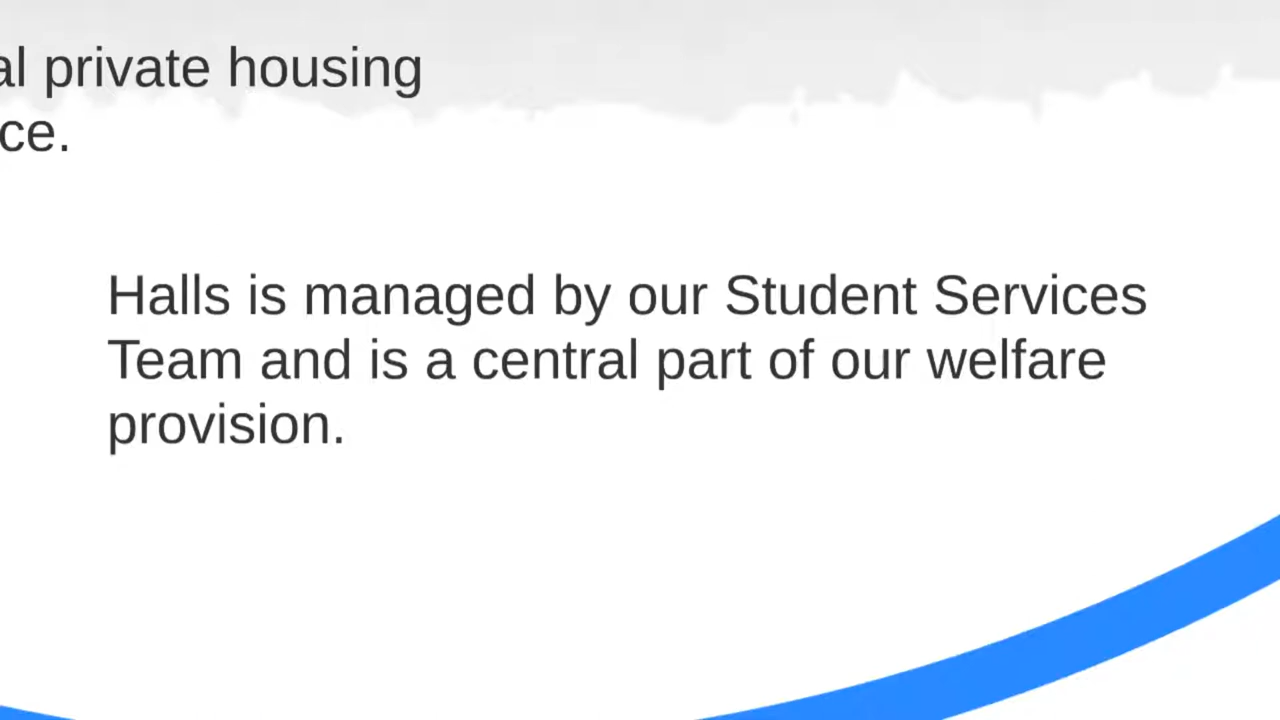 al private housing
ce.
Halls is managed by our Student Services
Team and is a central part of our welfare
provision.